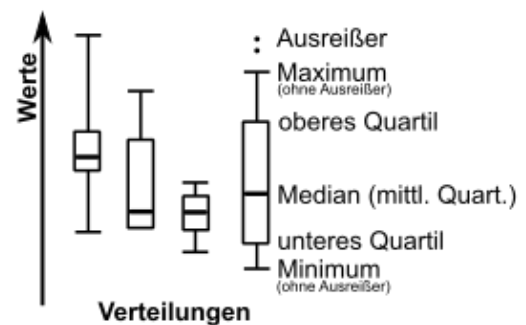 Werte
Ausreißer
Maximum
(ohne Ausreißer)
oberes Quartil
Median (mittl. Quart.)
unteres Quartil
Minimum
(ohne Ausreißer)
Verteilungen